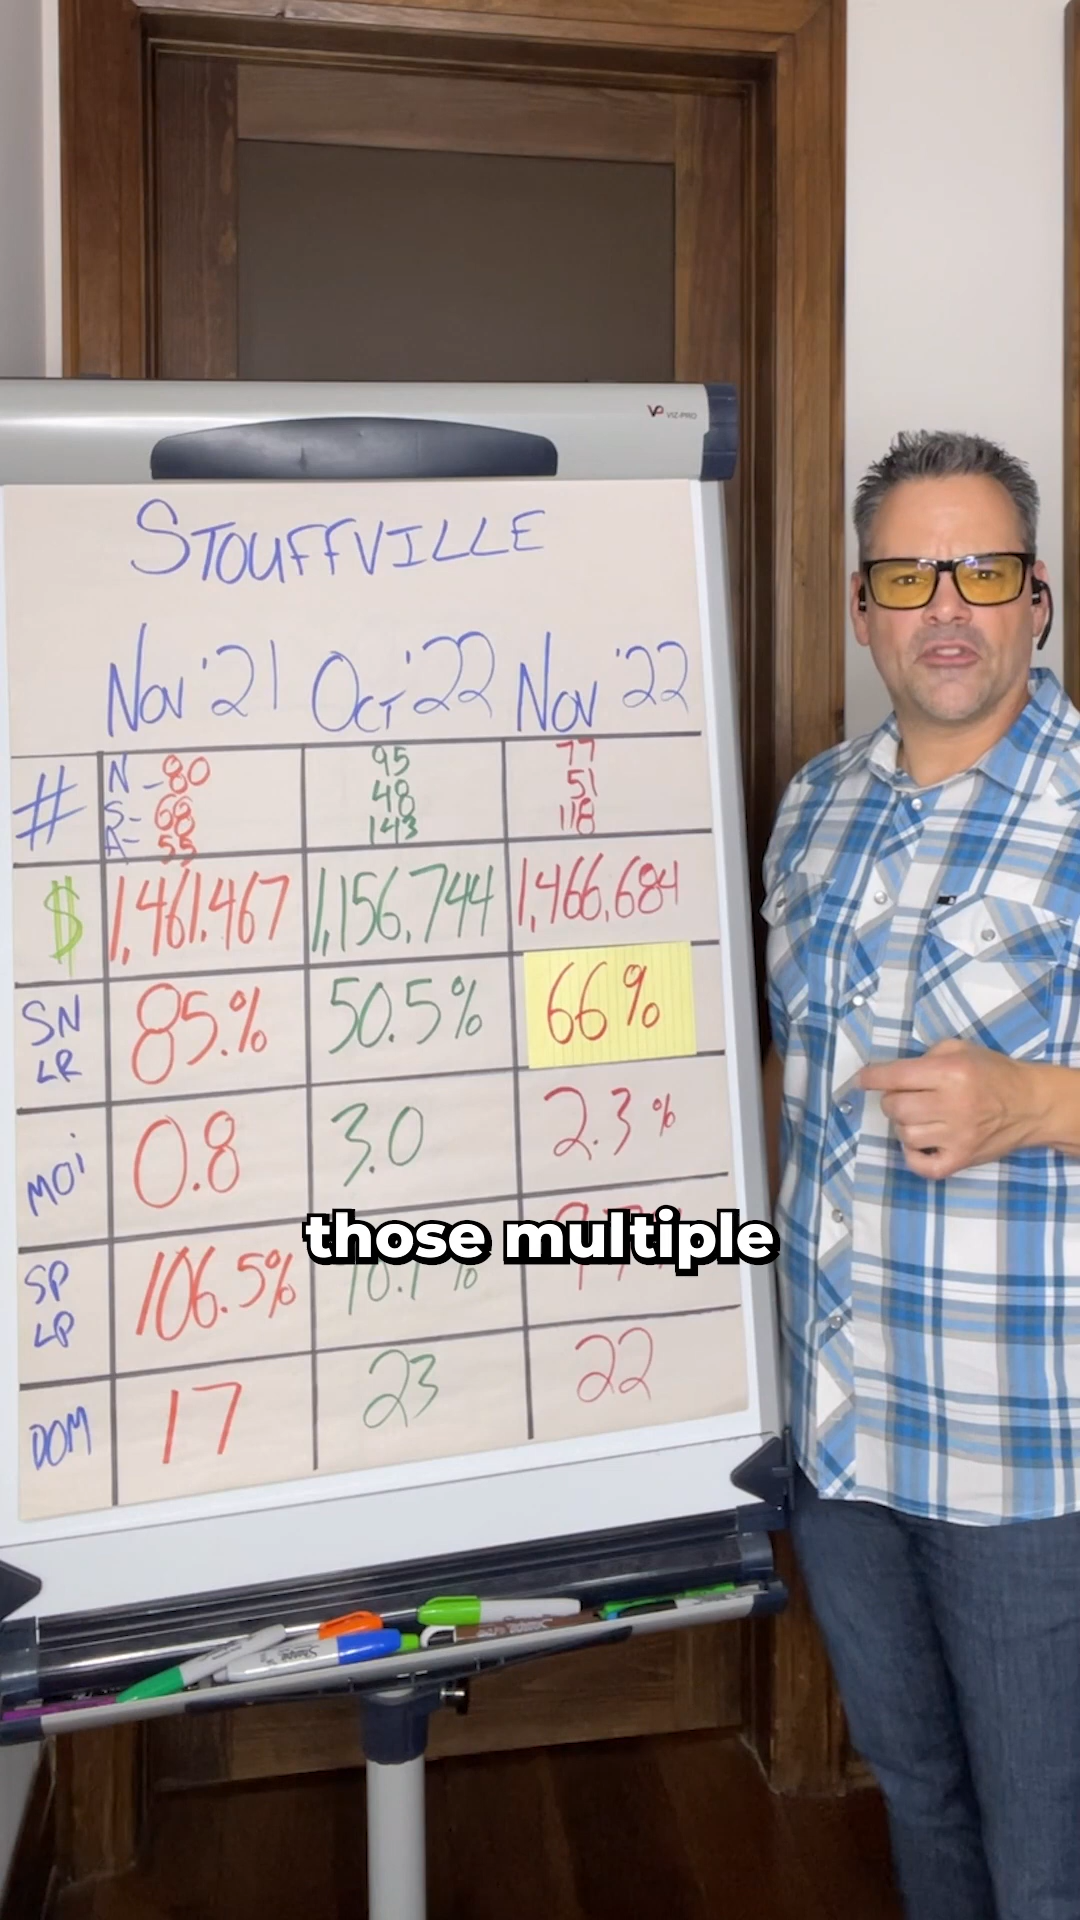 VP VIZ-PRO
STOUFFVILLE
Nov '21 Oct '22 Nov '22
# N - 80 95 77
S - 68 48 51
A - 55 143 118
$ 1,461,467 1,156,744 1,466,684
SN LR 85.% 50.5% 66%
MOi 0.8 3.0 2.3%
those multiple
SP LP 106.5%
DOM 17 23 22